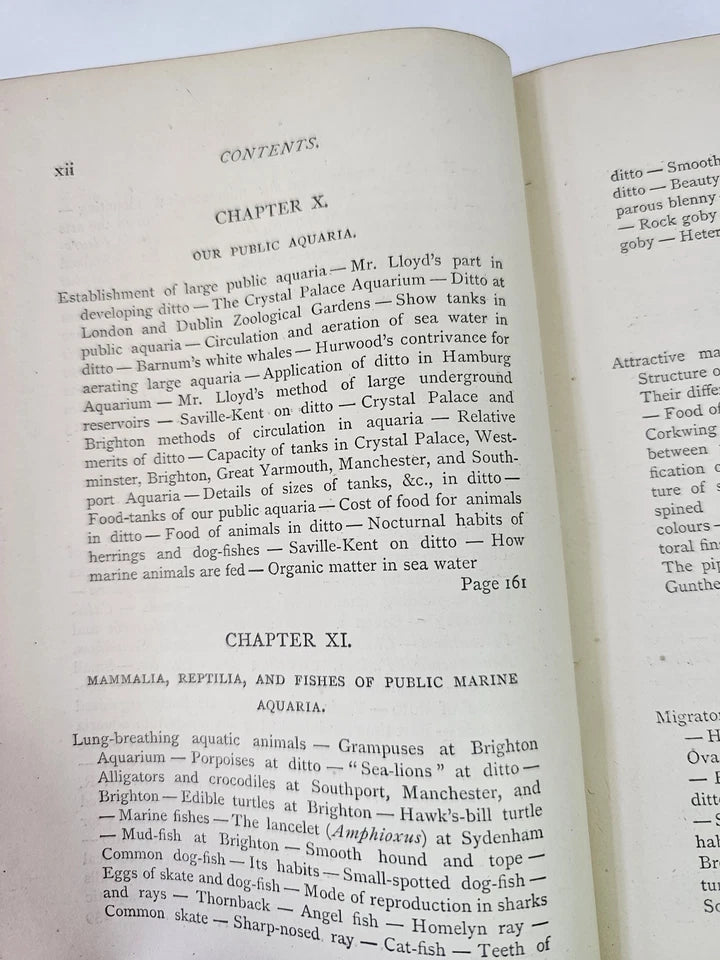 xii
CONTENTS.
CHAPTER X.
OUR PUBLIC AQUARIA.
Establishment of large public aquaria — Mr. Lloyd's part in
developing ditto — The Crystal Palace Aquarium — Ditto at
London and Dublin Zoological Gardens — Show tanks in
public aquaria — Circulation and aeration of sea water in
ditto — Barnum's white whales — Hurwood's contrivance for
aerating large aquaria — Application of ditto in Hamburg
Aquarium — Mr. Lloyd's method of large underground
reservoirs — Saville-Kent on ditto — Crystal Palace and
Brighton methods of circulation in aquaria — Relative
merits of ditto — Capacity of tanks in Crystal Palace, West-
minster, Brighton, Great Yarmouth, Manchester, and South-
port Aquaria — Details of sizes of tanks, &c., in ditto —
Food-tanks of our public aquaria — Cost of food for animals
in ditto — Food of animals in ditto — Nocturnal habits of
herrings and dog-fishes — Saville-Kent on ditto — How
marine animals are fed — Organic matter in sea water
Page 161
CHAPTER XI.
MAMMALIA, REPTILIA, AND FISHES OF PUBLIC MARINE
AQUARIA.
Lung-breathing aquatic animals — Grampuses at Brighton
Aquarium — Porpoises at ditto — "Sea-lions" at ditto —
Alligators and crocodiles at Southport, Manchester, and
Brighton — Edible turtles at Brighton — Hawk's-bill turtle
— Marine fishes — The lancelet (Amphioxus) at Sydenham
— Mud-fish at Brighton — Smooth hound and tope —
Common dog-fish — Its habits — Small-spotted dog-fish —
Eggs of skate and dog-fish — Mode of reproduction in sharks
and rays — Thornback — Angel fish — Homelyn ray —
Common skate — Sharp-nosed ray — Cat-fish — Teeth of
ditto — Smooth
ditto — Beauty
parous blenny
— Rock goby
goby — Heter
Attractive ma
Structure o
Their diffe
— Food of
Corkwing
between
fication o
ture of s
spined
colours —
toral fin
The pip
Gunthe
Migrator
— H
Ova
— 
ditt
— S
hab
Br
tu
So